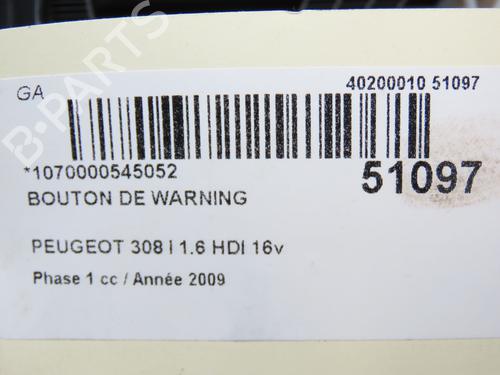 GA
40200010 51097
*1070000545052
51097
BOUTON DE WARNING
PEUGEOT 308 I 1.6 HDI 16v
Phase 1 cc / Année 2009
B-PARTS